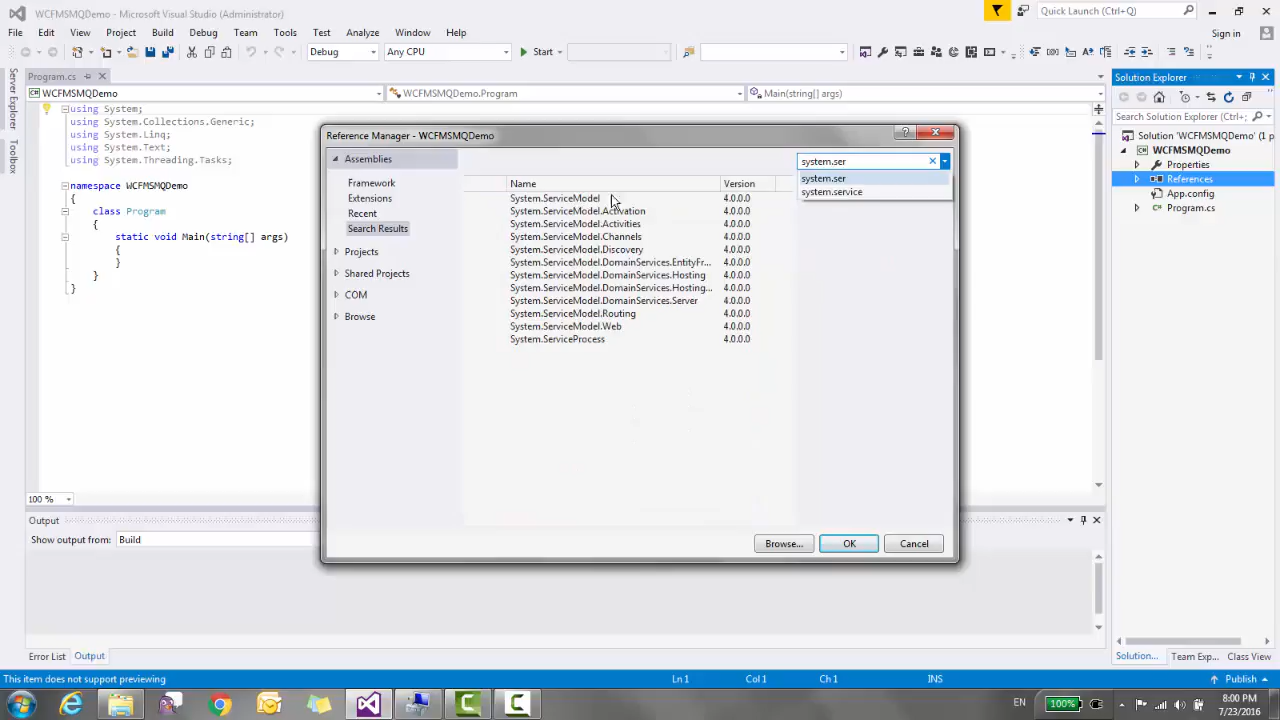 WCFMSMQDemo - Microsoft Visual Studio (Administrator)
Quick Launch (Ctrl+Q)
File Edit View Project Build Debug Team Tools Test Analyze Window Help
Sign in
Debug
Any CPU
Start
Server Explorer
Toolbox
Program.cs
WCFMSMQDemo
WCFMSMQDemo.Program
Main(string[] args)
using System;
using System.Collections.Generic;
using System.Linq;
using System.Text;
using System.Threading.Tasks;
namespace WCFMSMQDemo
{
class Program
{
static void Main(string[] args)
{
}
}
}
100 %
Reference Manager - WCFMSMQDemo
Assemblies
Framework
Extensions
Recent
Search Results
Projects
Shared Projects
COM
Browse
Name Version
System.ServiceModel 4.0.0.0
System.ServiceModel.Activation 4.0.0.0
System.ServiceModel.Activities 4.0.0.0
System.ServiceModel.Channels 4.0.0.0
System.ServiceModel.Discovery 4.0.0.0
System.ServiceModel.DomainServices.EntityFr... 4.0.0.0
System.ServiceModel.DomainServices.Hosting 4.0.0.0
System.ServiceModel.DomainServices.Hosting... 4.0.0.0
System.ServiceModel.DomainServices.Server 4.0.0.0
System.ServiceModel.Routing 4.0.0.0
System.ServiceModel.Web 4.0.0.0
System.ServiceProcess 4.0.0.0
system.ser
system.ser
system.service
Browse... OK Cancel
Solution Explorer
Search Solution Explorer (Ctrl+;
Solution 'WCFMSMQDemo' (1 p
WCFMSMQDemo
Properties
References
App.config
Program.cs
Solution... Team Exp... Class View
Output
Show output from: Build
Error List Output
This item does not support previewing
Ln 1 Col 1 Ch 1 INS
Publish
EN
100%
8:00 PM
7/23/2016